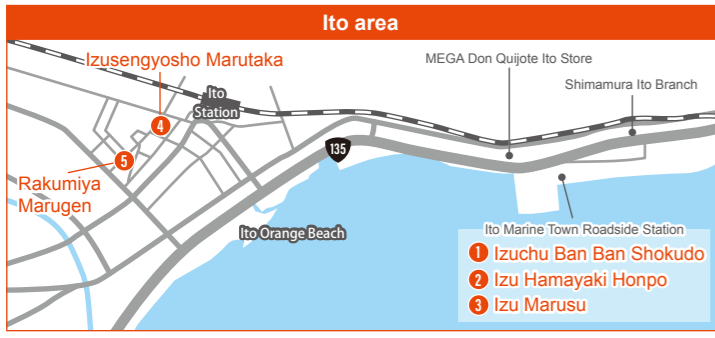 Ito area
MEGA Don Quijote Ito Store
Izusengyosho Marutaka
Shimamura Ito Branch
Ito
Station
4
135
5
Rakumiya
Marugen
Ito Orange Beach
Ito Marine Town Roadside Station
1 Izuchu Ban Ban Shokudo
2 Izu Hamayaki Honpo
3 Izu Marusu